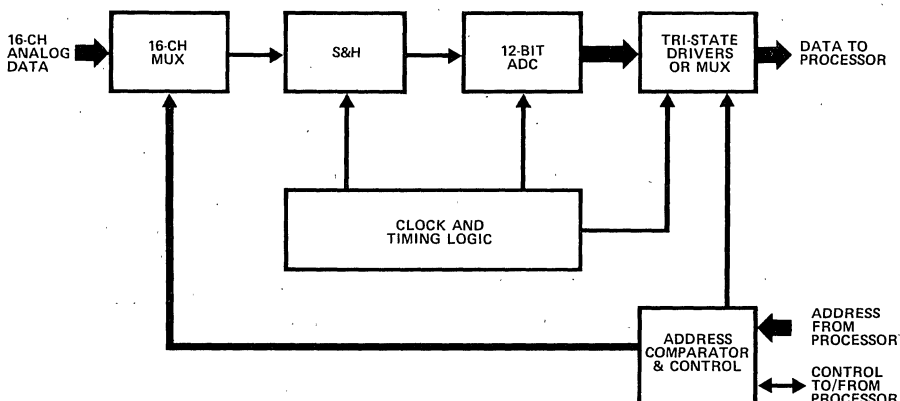 16-CH
ANALOG
DATA
16-CH
MUX
S&H
12-BIT
ADC
TRI-STATE
DRIVERS
OR MUX
DATA TO
PROCESSOR
CLOCK AND
TIMING LOGIC
ADDRESS
COMPARATOR
& CONTROL
ADDRESS
FROM
PROCESSOR
CONTROL
TO/FROM
PROCESSOR